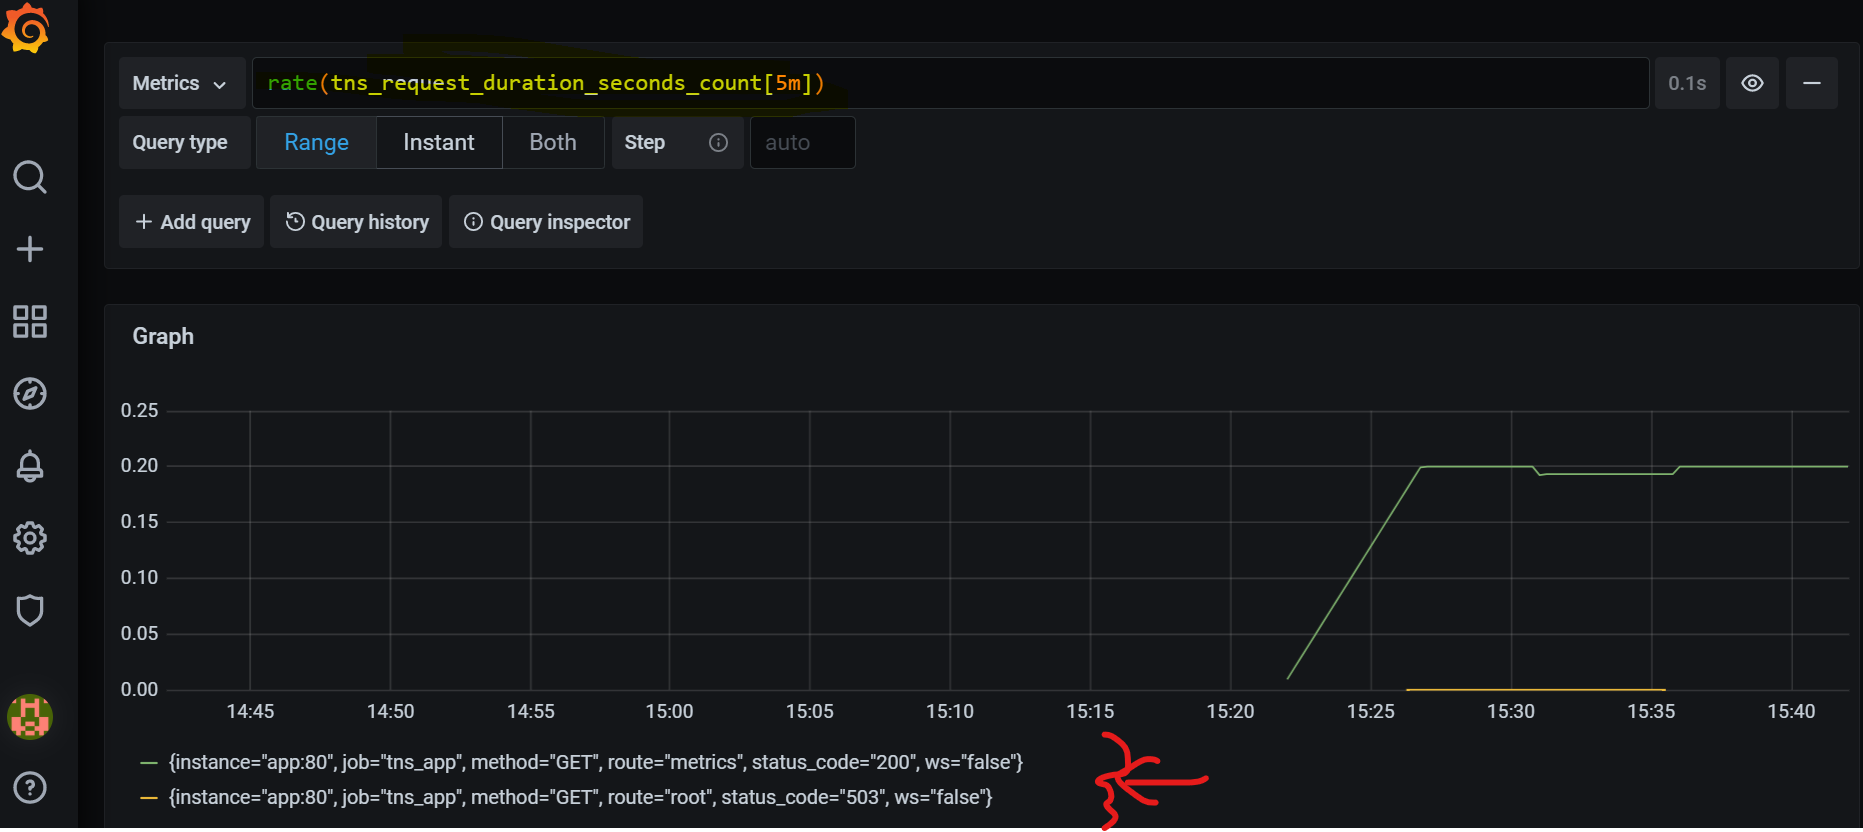 Metrics rate(tns_request_duration_seconds_count[5m]) 0.1s
Query type Range Instant Both Step auto
+ Add query Query history Query inspector
Graph
0.25
0.20
0.15
0.10
0.05
0.00
14:45 14:50 14:55 15:00 15:05 15:10 15:15 15:20 15:25 15:30 15:35 15:40
{instance="app:80", job="tns_app", method="GET", route="metrics", status_code="200", ws="false"}
{instance="app:80", job="tns_app", method="GET", route="root", status_code="503", ws="false"}